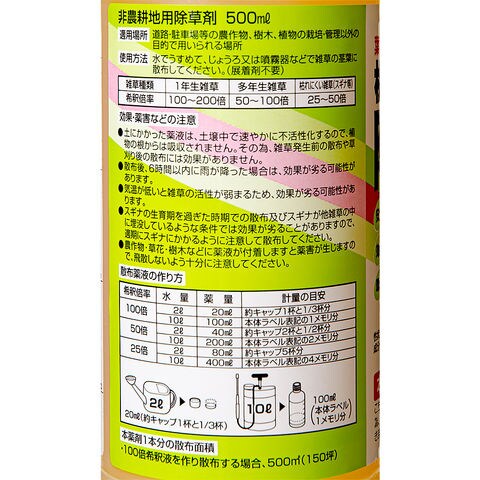 非農耕地用除草剤 500mℓ
適用場所 道路・駐車場等の農作物、樹木、植物の栽培・管理以外の
目的で用いられる場所
使用方法 水でうすめて、じょうろ又は噴霧器などで雑草の茎葉に
散布してください。(展着剤不要)
雑草種類 1年生雑草 多年生雑草 枯れにくい雑草(スギナ等)
希釈倍率 100~200倍 50~100倍 25~50倍
効果・薬害などの注意
●土にかかった薬液は、土壌中で速やかに不活性化するので、植
物の根からは吸収されません。その為、雑草発生前の散布や草
刈り後の散布には効果がありません。
●散布後、6時間以内に雨が降った場合は、効果が劣る可能性が
あります。
●気温が低いと雑草の活性が弱まるため、効果が劣る可能性が
あります。
●スギナの生育期を過ぎた時期での散布及びスギナが他雑草の中
に埋没しているような条件では効果が劣ることがありますので、
適期にスギナにかかるように注意して散布してください。
●農作物・草花・樹木などに薬液が付着しますと薬害が生じますの
で、飛散しないよう十分に注意してください。
散布薬液の作り方
希釈倍率 水量 薬量 計量の目安
100倍 2ℓ 20mℓ 約キャップ1杯と1/3杯分
10ℓ 100mℓ 本体ラベル表記の1メモリ分
50倍 2ℓ 40mℓ 約キャップ2杯と1/2杯分
10ℓ 200mℓ 本体ラベル表記の2メモリ分
25倍 2ℓ 80mℓ 約キャップ5杯分
10ℓ 400mℓ 本体ラベル表記の4メモリ分
2ℓ
20mℓ(約キャップ1杯と1/3杯)
10ℓ
100mℓ
(本体ラベル
1メモリ分)
本薬剤1本分の散布面積
・100倍希釈液を作り散布する場合、500㎡(150坪)